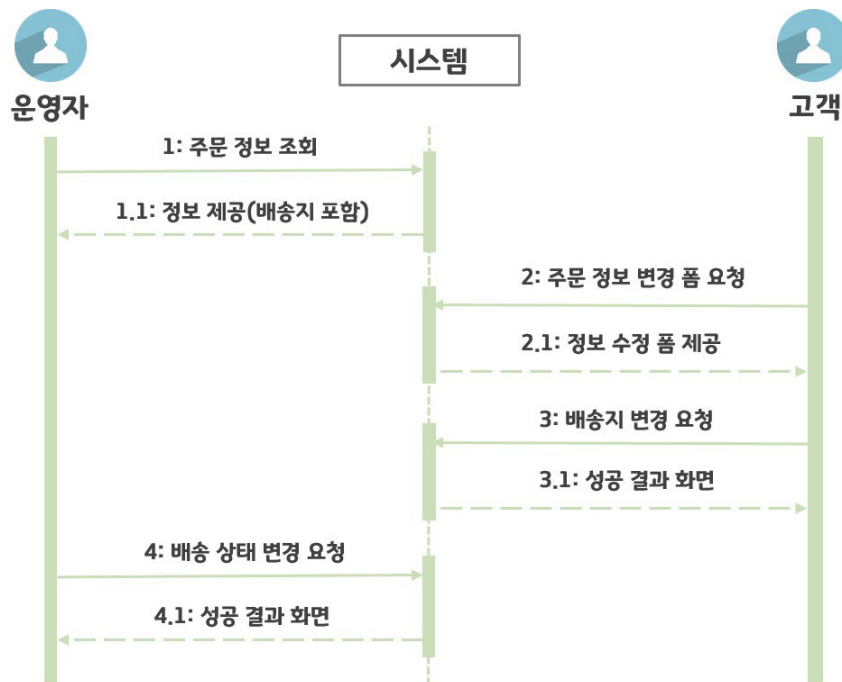 시스템
운영자
고객
1: 주문 정보 조회
1.1: 정보 제공(배송지 포함)
2: 주문 정보 변경 폼 요청
2.1: 정보 수정 폼 제공
3: 배송지 변경 요청
3.1: 성공 결과 화면
4: 배송 상태 변경 요청
4.1: 성공 결과 화면